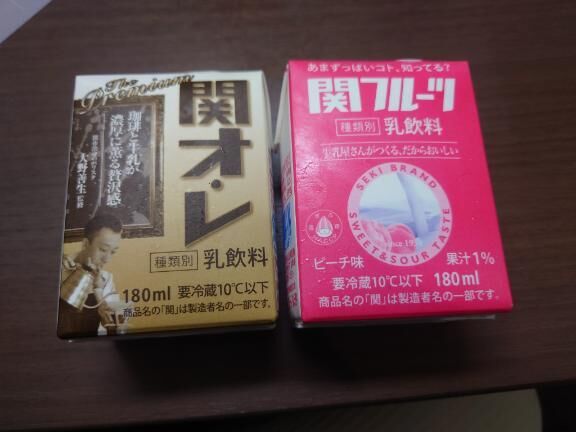 The Premium
関オ・レ
珈琲と牛乳が
濃厚に薫る贅沢感
大野善生 監修
種類別 乳飲料
180ml 要冷蔵10℃以下
商品名の「関」は製造者名の一部です。
あまずっぱいコト、知ってる?
関フルーツ
種類別 乳飲料
牛乳屋さんがつくる、だからおいしい
SEKI BRAND
SWEET&SOUR TASTE
ピーチ味 果汁1%
要冷蔵10℃以下 180ml
商品名の「関」は製造者名の一部です。